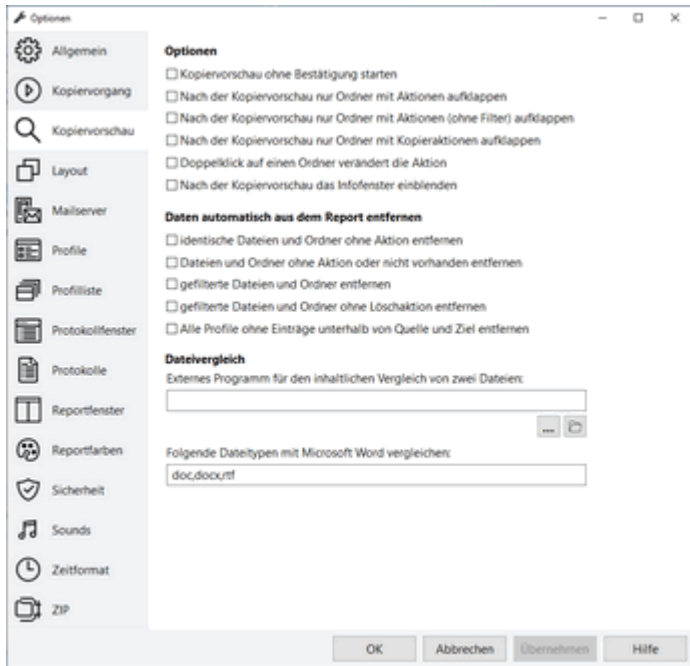 Optionen
Allgemein
Kopiervorgang
Kopiervorschau
Layout
Mailserver
Profile
Profilliste
Protokollfenster
Protokolle
Reportfenster
Reportfarben
Sicherheit
Sounds
Zeitformat
ZIP
Optionen
Kopiervorschau ohne Bestätigung starten
Nach der Kopiervorschau nur Ordner mit Aktionen aufklappen
Nach der Kopiervorschau nur Ordner mit Aktionen (ohne Filter) aufklappen
Nach der Kopiervorschau nur Ordner mit Kopieraktionen aufklappen
Doppelklick auf einen Ordner verändert die Aktion
Nach der Kopiervorschau das Infofenster einblenden
Daten automatisch aus dem Report entfernen
identische Dateien und Ordner ohne Aktion entfernen
Dateien und Ordner ohne Aktion oder nicht vorhanden entfernen
gefilterte Dateien und Ordner entfernen
gefilterte Dateien und Ordner ohne Löschaktion entfernen
Alle Profile ohne Einträge unterhalb von Quelle und Ziel entfernen
Dateivergleich
Externes Programm für den inhaltlichen Vergleich von zwei Dateien:
...
Folgende Dateitypen mit Microsoft Word vergleichen:
doc,docx,rtf
OK Abbrechen Übernehmen Hilfe